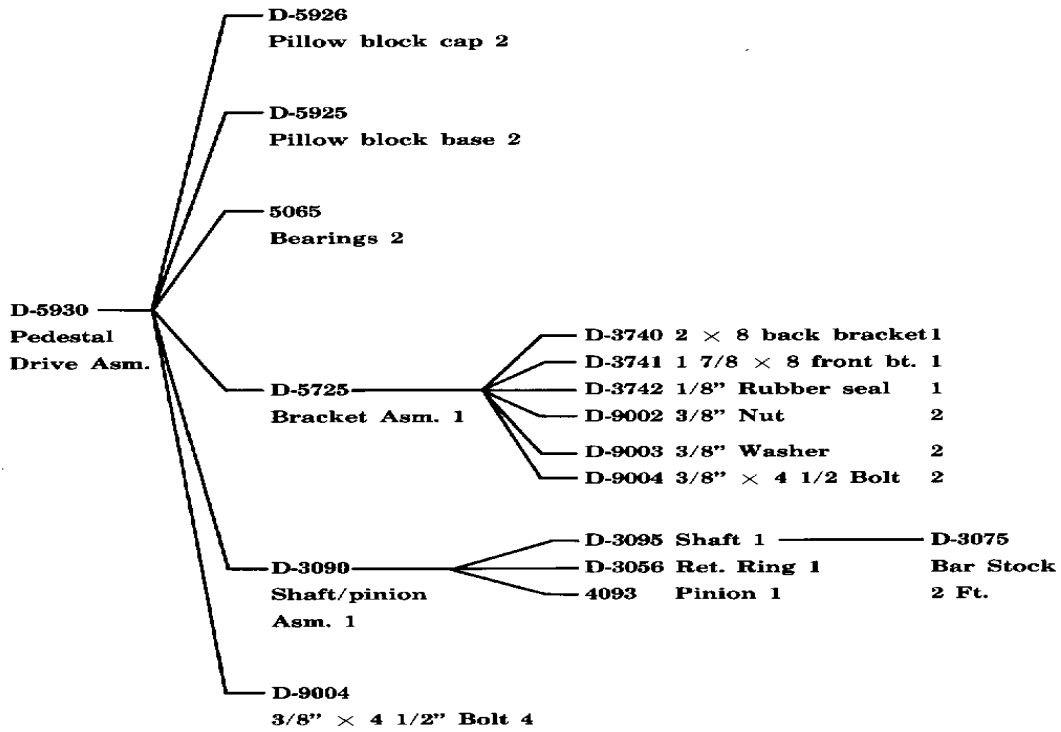 D-5926
Pillow block cap 2
D-5925
Pillow block base 2
5065
Bearings 2
D-5930
Pedestal
Drive Asm.
D-5725
Bracket Asm. 1
D-3740 2 × 8 back bracket 1
D-3741 1 7/8 × 8 front bt. 1
D-3742 1/8” Rubber seal 1
D-9002 3/8” Nut 2
D-9003 3/8” Washer 2
D-9004 3/8” × 4 1/2 Bolt 2
D-3090
Shaft/pinion
Asm. 1
D-3095 Shaft 1
D-3056 Ret. Ring 1
4093 Pinion 1
D-3075
Bar Stock
2 Ft.
D-9004
3/8” × 4 1/2” Bolt 4